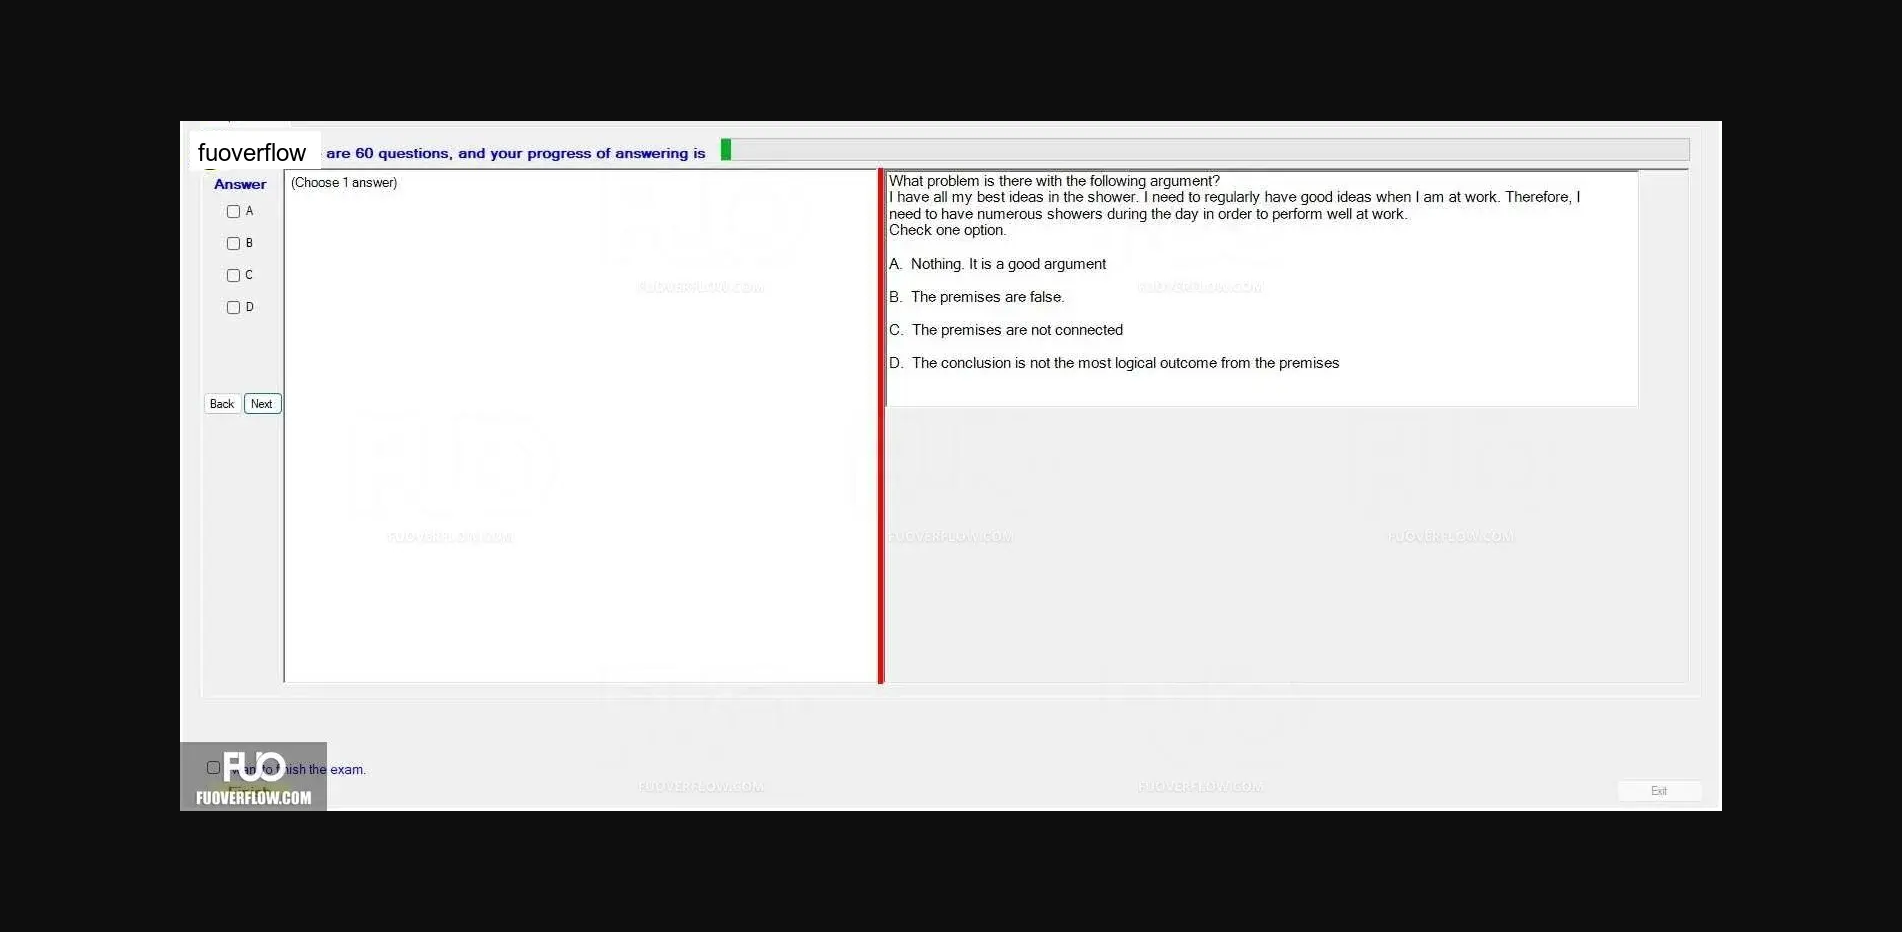 fuoverflow are 60 questions, and your progress of answering is
Answer
(Choose 1 answer)
A
B
C
D
Back Next
What problem is there with the following argument?
I have all my best ideas in the shower. I need to regularly have good ideas when I am at work. Therefore, I
need to have numerous showers during the day in order to perform well at work.
Check one option.
A. Nothing. It is a good argument
B. The premises are false.
C. The premises are not connected
D. The conclusion is not the most logical outcome from the premises
FUOVERFLOW.COM FUOVERFLOW.COM
FUOVERFLOW.COM FUOVERFLOW.COM FUOVERFLOW.COM
FUOVERFLOW.COM FUOVERFLOW.COM
the exam.
FUO
FUOVERFLOW.COM
Exit